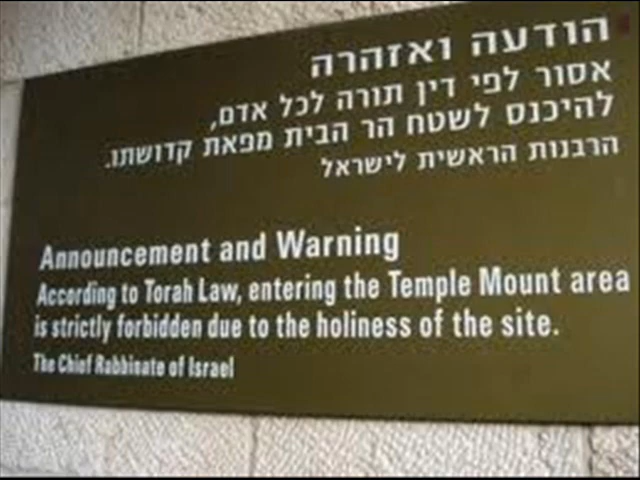 הודעה ואזהרה
אסור לפי דין תורה לכל אדם,
להיכנס לשטח הר הבית מפאת קדושתו.
הרבנות הראשית לישראל
Announcement and Warning
According to Torah Law, entering the Temple Mount area
is strictly forbidden due to the holiness of the site.
The Chief Rabbinate of Israel